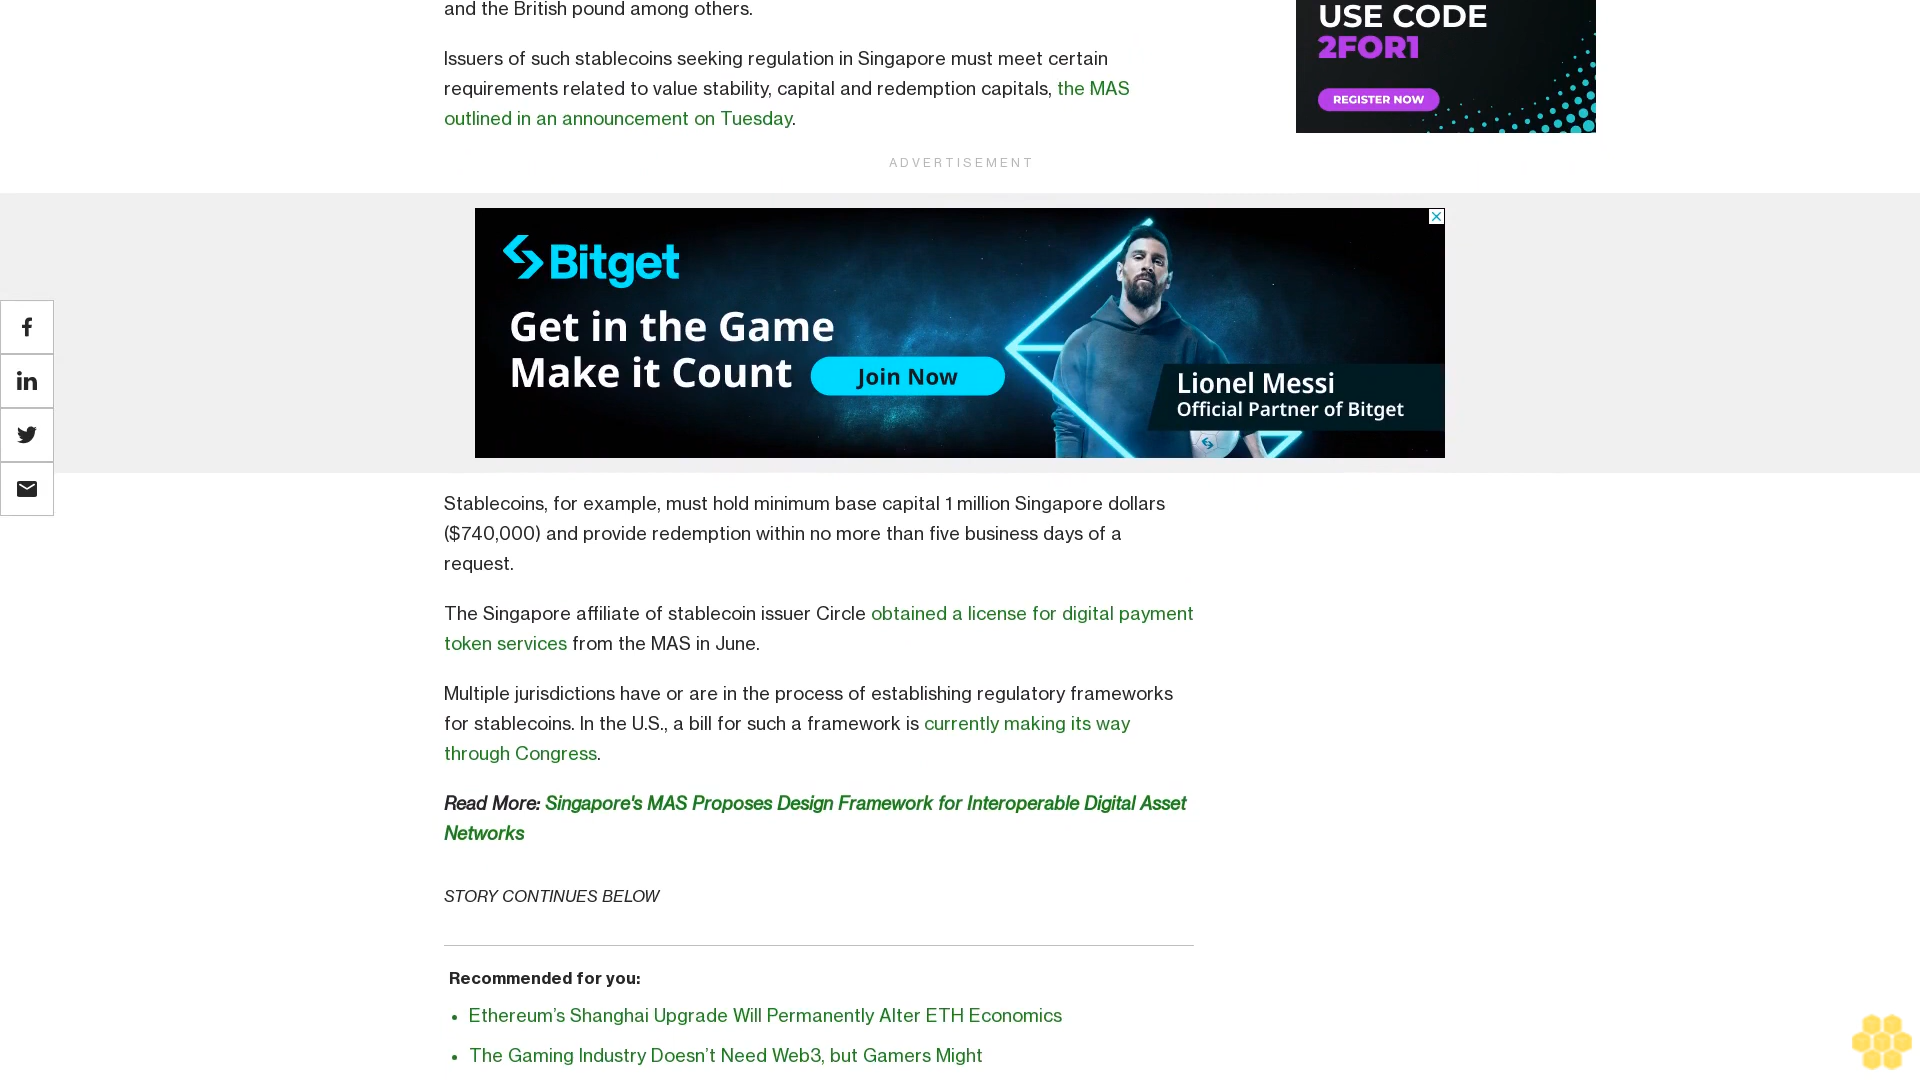 and the British pound among others.
USE CODE
2FOR1
REGISTER NOW
Issuers of such stablecoins seeking regulation in Singapore must meet certain
requirements related to value stability, capital and redemption capitals, the MAS
outlined in an announcement on Tuesday.
ADVERTISEMENT
Bitget
Get in the Game
Make it Count
Join Now
Lionel Messi
Official Partner of Bitget
Stablecoins, for example, must hold minimum base capital 1 million Singapore dollars
($740,000) and provide redemption within no more than five business days of a
request.
The Singapore affiliate of stablecoin issuer Circle obtained a license for digital payment
token services from the MAS in June.
Multiple jurisdictions have or are in the process of establishing regulatory frameworks
for stablecoins. In the U.S., a bill for such a framework is currently making its way
through Congress.
Read More: Singapore's MAS Proposes Design Framework for Interoperable Digital Asset
Networks
STORY CONTINUES BELOW
Recommended for you:
• Ethereum’s Shanghai Upgrade Will Permanently Alter ETH Economics
• The Gaming Industry Doesn’t Need Web3, but Gamers Might